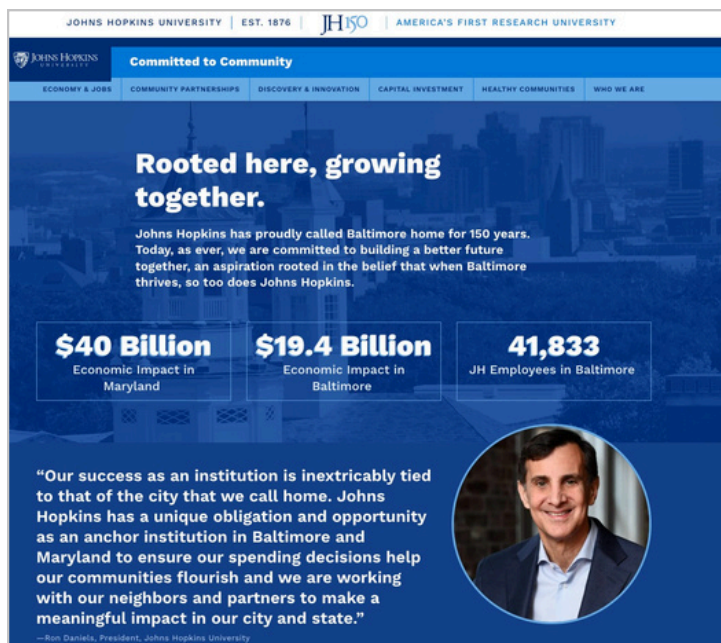 JOHNS HOPKINS UNIVERSITY | EST. 1876 | JH150 | AMERICA'S FIRST RESEARCH UNIVERSITY
JOHNS HOPKINS
UNIVERSITY
Committed to Community
ECONOMY & JOBS COMMUNITY PARTNERSHIPS DISCOVERY & INNOVATION CAPITAL INVESTMENT HEALTHY COMMUNITIES WHO WE ARE
Rooted here, growing
together.
Johns Hopkins has proudly called Baltimore home for 150 years.
Today, as ever, we are committed to building a better future
together, an aspiration rooted in the belief that when Baltimore
thrives, so too does Johns Hopkins.
$40 Billion
Economic Impact in
Maryland
$19.4 Billion
Economic Impact in
Baltimore
41,833
JH Employees in Baltimore
“Our success as an institution is inextricably tied
to that of the city that we call home. Johns
Hopkins has a unique obligation and opportunity
as an anchor institution in Baltimore and
Maryland to ensure our spending decisions help
our communities flourish and we are working
with our neighbors and partners to make a
meaningful impact in our city and state.”
—Ron Daniels, President, Johns Hopkins University